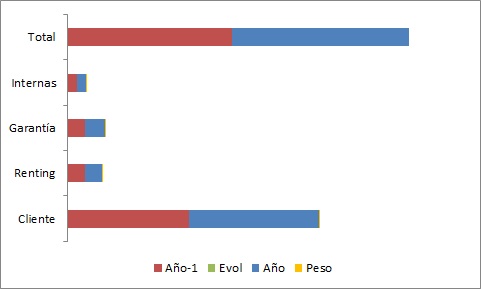 Total
Internas
Garantía
Renting
Cliente
Año-1 Evol Año Peso